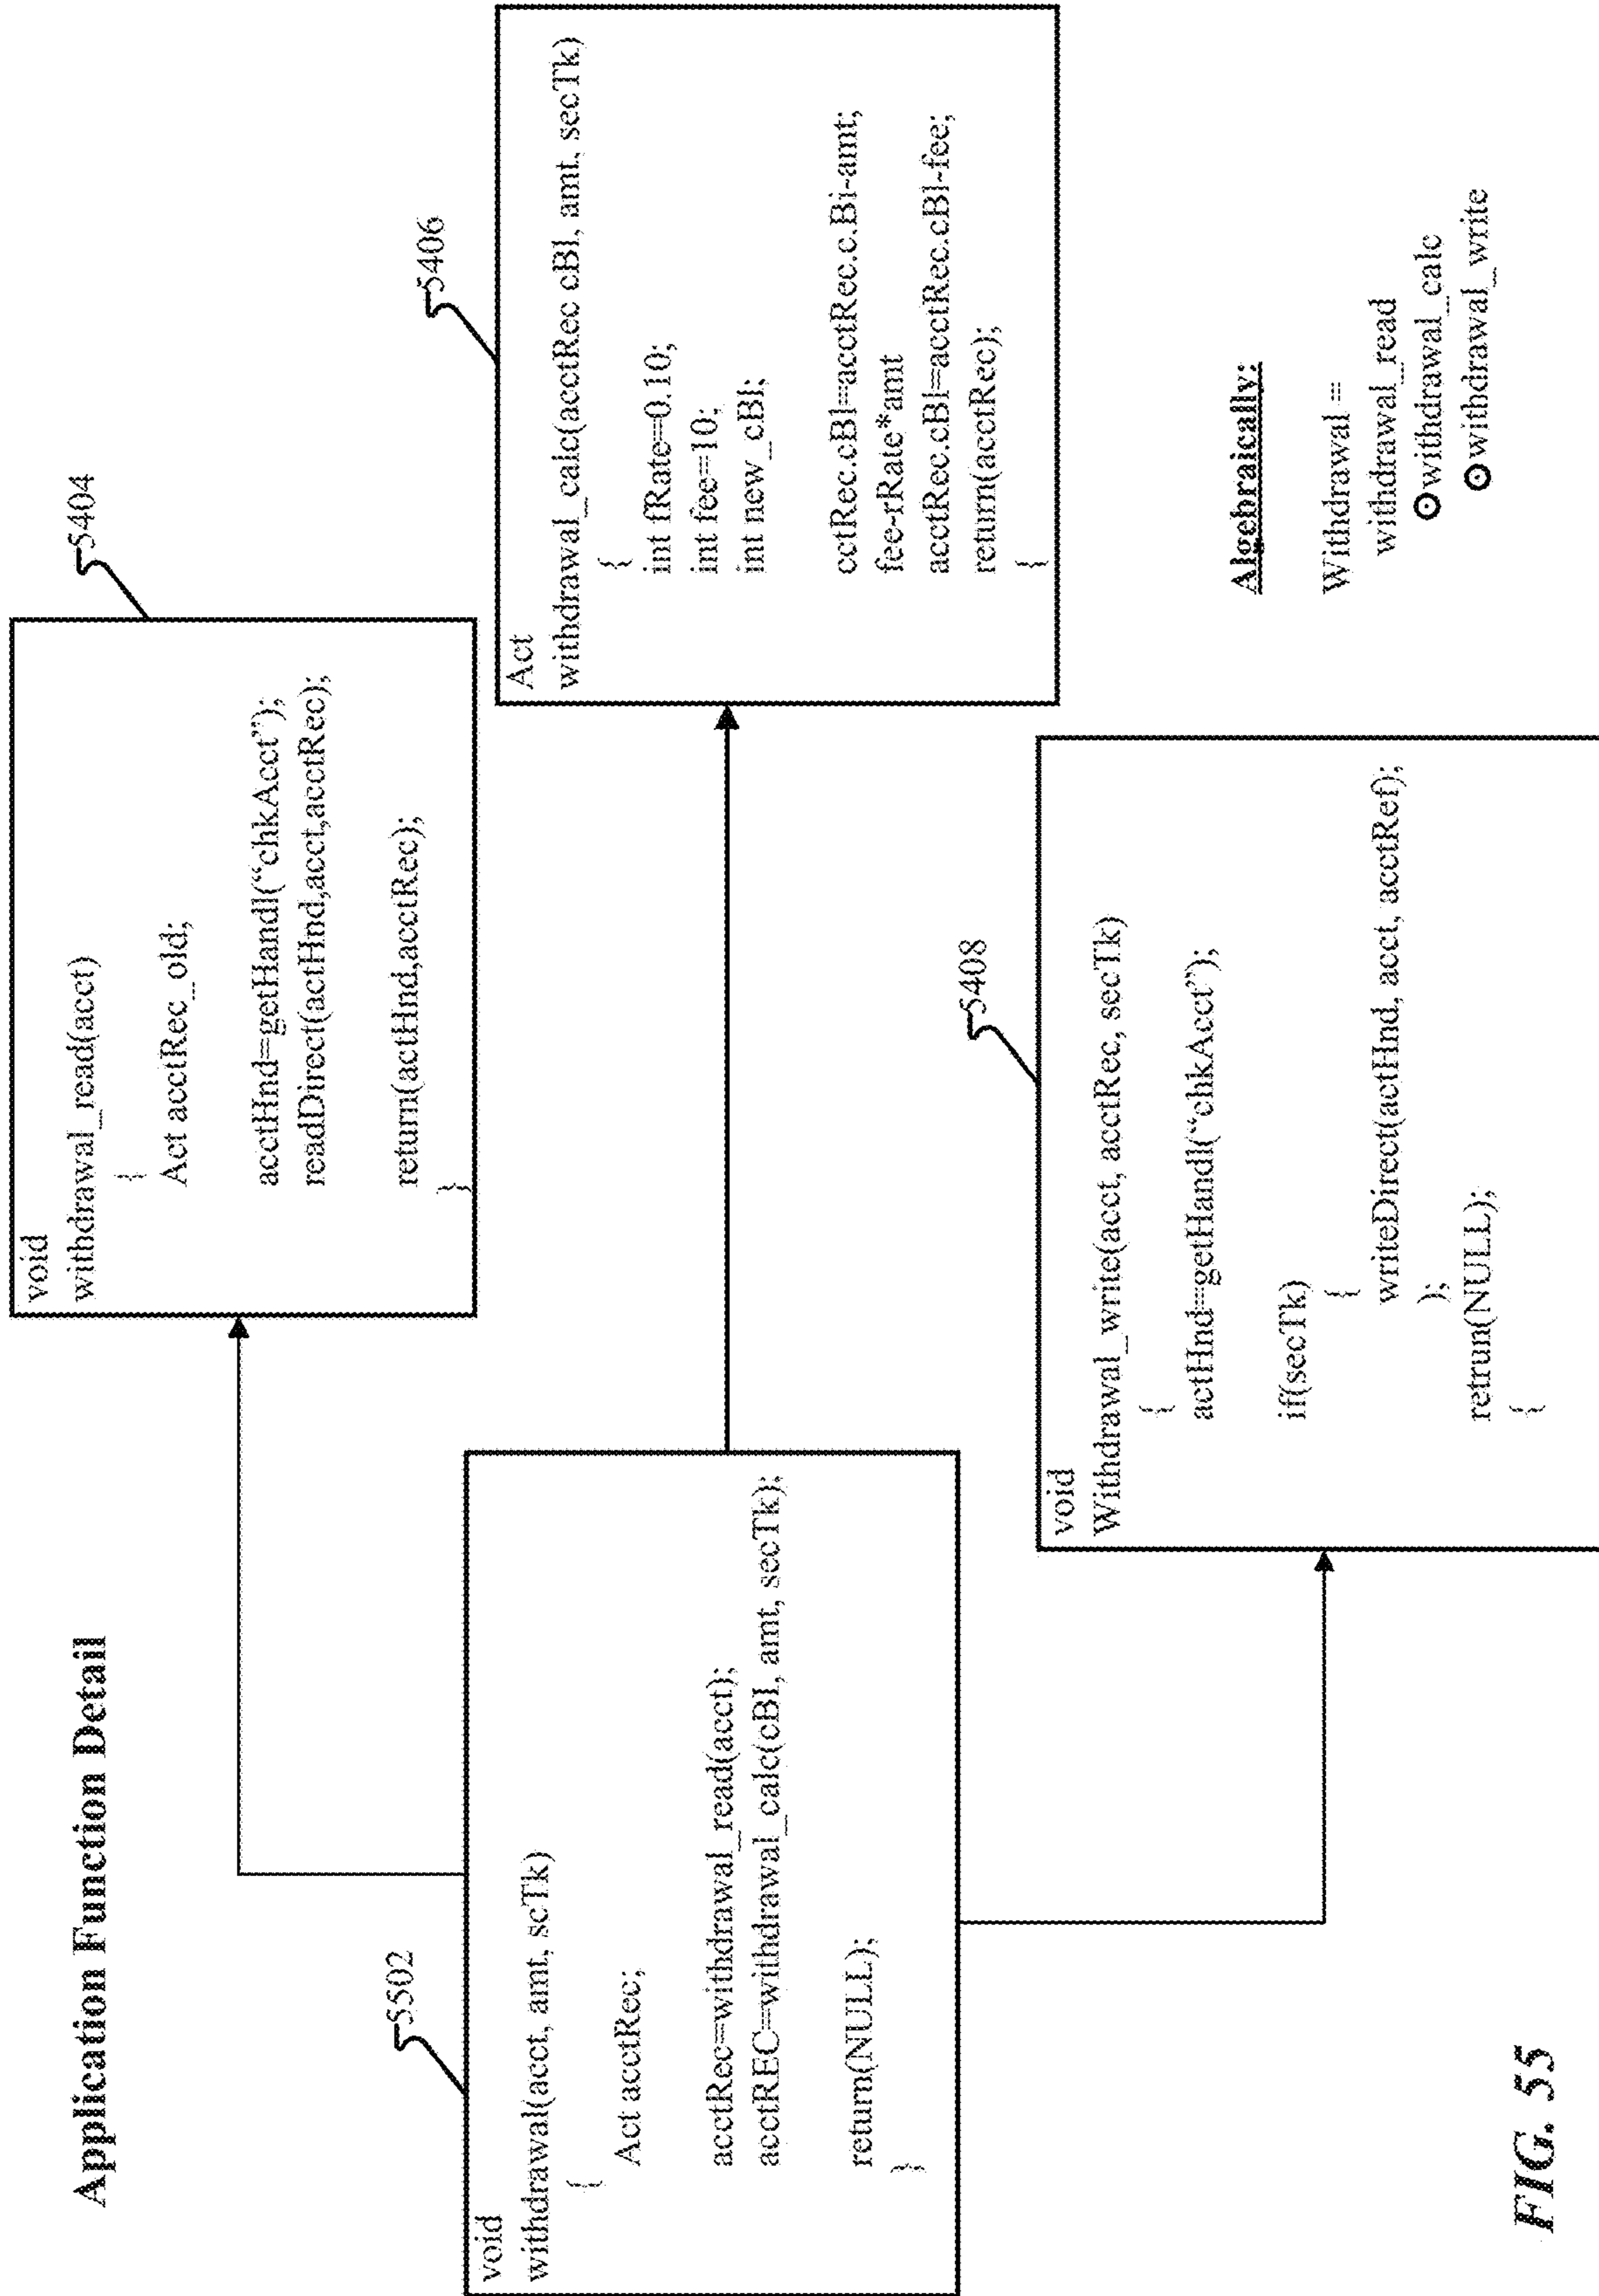 Application Function Detail
5502
void
withdrawal(acct, amt, scTk)
{
Act acctRec;
acctRec=withdrawal_read(acct);
acctREC=withdrawal_calc(cBl, amt, secTk);
return(NULL);
}
5404
void
withdrawal_read(acct)
{
Act acctRec_old;
acctHnd=getHandl(“chkAcct”);
readDirect(actHnd,acct,acctRec);
return(actHnd,acctRec);
}
5406
Act
withdrawal_calc(acctRec cBl, amt, secTk)
{
int fRate=0.10;
int fee=10;
int new_cBl;
cctRec.cBl=acctRec.c.Bi-amt;
fee-rRate*amt
acctRec.cBl=acctRec.cBl-fee;
return(acctRec);
{
5408
void
Withdrawal_write(acct, acctRec, secTk)
{
actHnd=getHandl(“chkAcct”);
if(secTk)
{
writeDirect(actHnd, acct, acctRef);
);
retrun(NULL);
{
Algebraically:
Withdrawal =
withdrawal_read
⊙withdrawal_calc
⊙withdrawal_write
FIG. 55